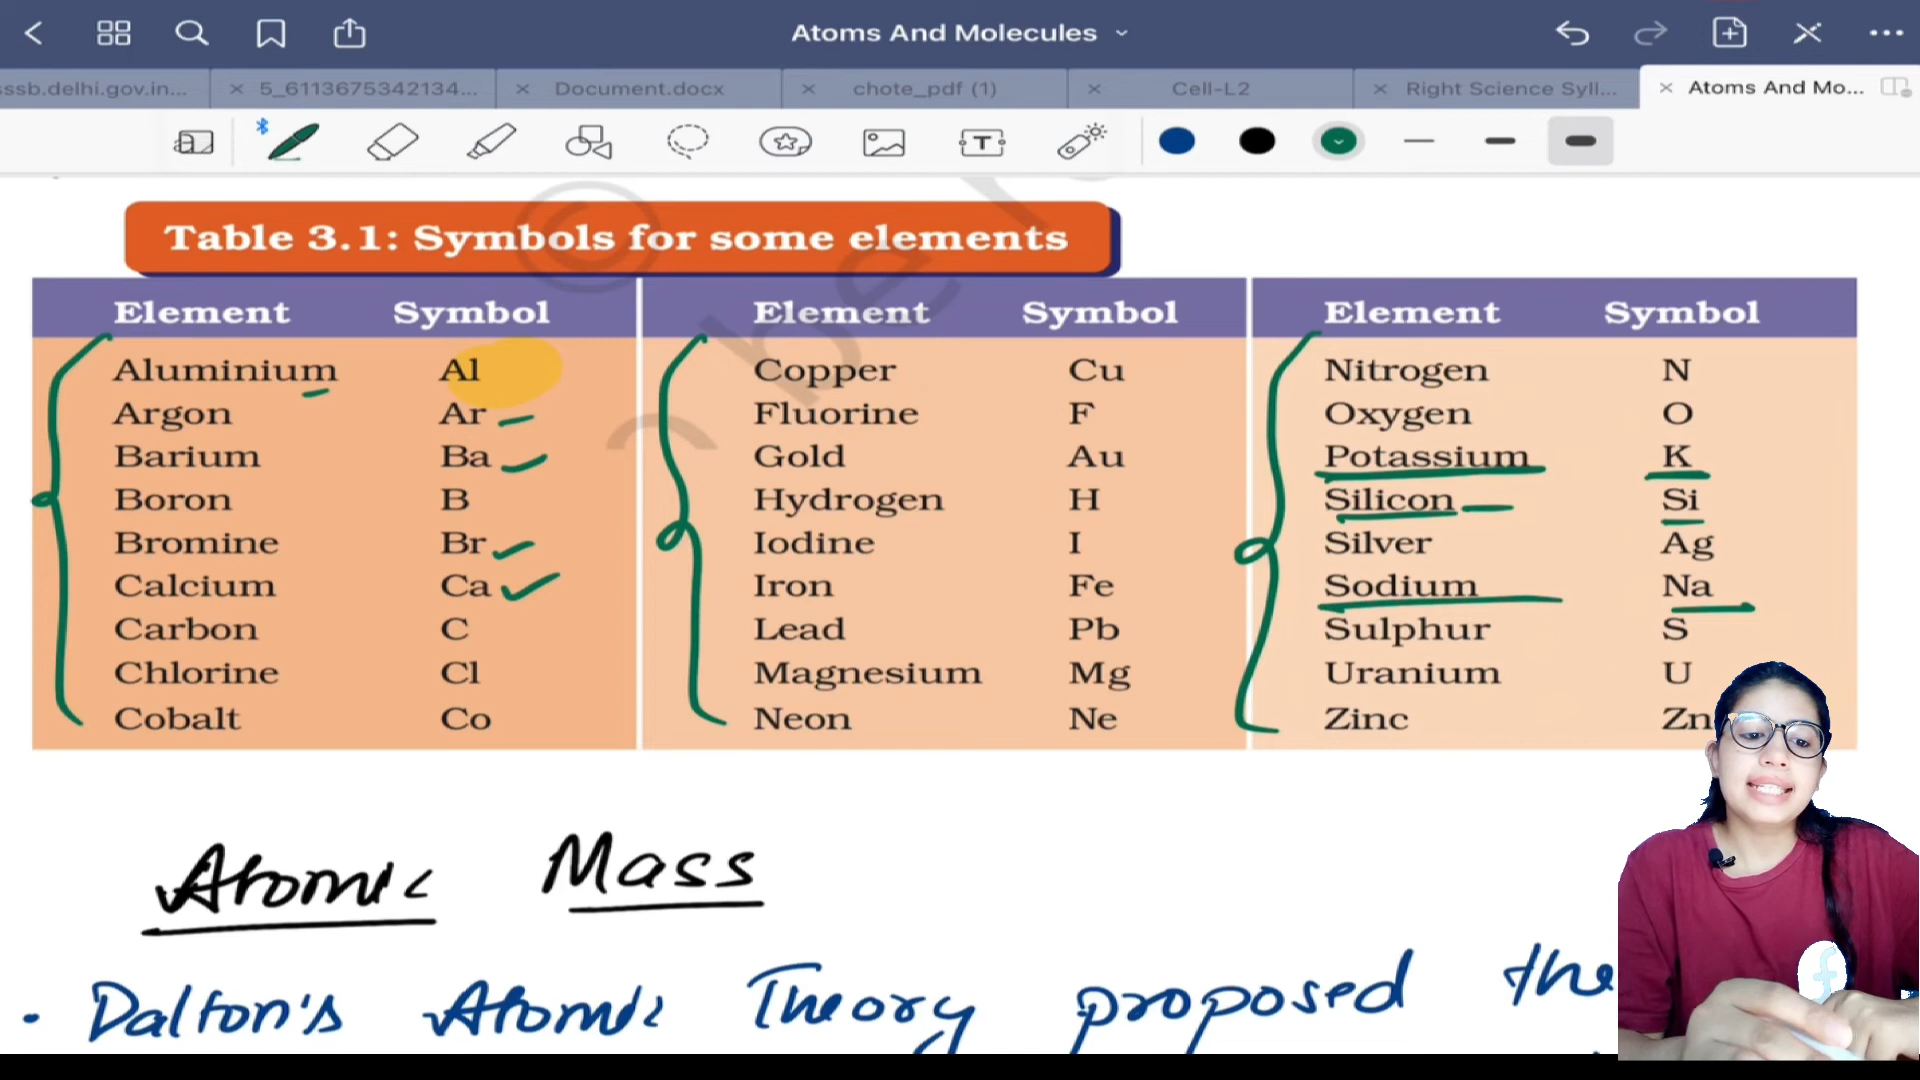 Atoms And Molecules
sssb.delhi.gov.in...
5_6113675342134...
Document.docx
chote_pdf (1)
Cell-L2
Right Science Syll...
Atoms And Mo...
Table 3.1: Symbols for some elements
Element Symbol Element Symbol Element Symbol
Aluminium Al Copper Cu Nitrogen N
Argon Ar Fluorine F Oxygen O
Barium Ba Gold Au Potassium K
Boron B Hydrogen H Silicon Si
Bromine Br Iodine I Silver Ag
Calcium Ca Iron Fe Sodium Na
Carbon C Lead Pb Sulphur S
Chlorine Cl Magnesium Mg Uranium U
Cobalt Co Neon Ne Zinc Zn
Atomic Mass
. Dalton's Atomic Theory proposed the